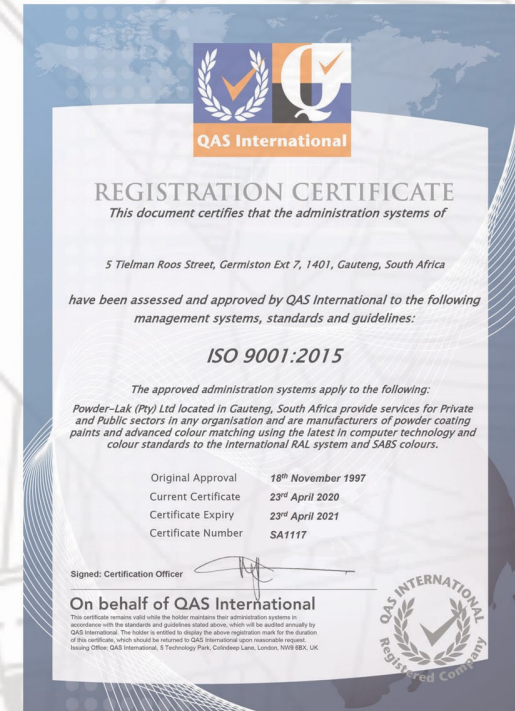 QAS International
REGISTRATION CERTIFICATE
This document certifies that the administration systems of
5 Tielman Roos Street, Germiston Ext 7, 1401, Gauteng, South Africa
have been assessed and approved by QAS International to the following
management systems, standards and guidelines:
ISO 9001:2015
The approved administration systems apply to the following:
Powder-Lak (Pty) Ltd located in Gauteng, South Africa provide services for Private
and Public sectors in any organisation and are manufacturers of powder coating
paints and advanced colour matching using the latest in computer technology and
colour standards to the International RAL system and SABS colours.
Original Approval 18th November 1997
Current Certificate 23rd April 2020
Certificate Expiry 23rd April 2021
Certificate Number SA1117
Signed: Certification Officer
On behalf of QAS International
This certificate remains valid while the holder maintains their administration systems in
accordance with the standards and guidelines stated above, which will be audited annually by
QAS International. The holder is entitled to display the above registration mark for the duration
of this certificate, which should be returned to QAS International upon reasonable request.
Issuing Office: QAS International, 5 Technology Park, Colindeep Lane, London, NW9 6BX, UK
QAS INTERNATIONAL
Registered Company